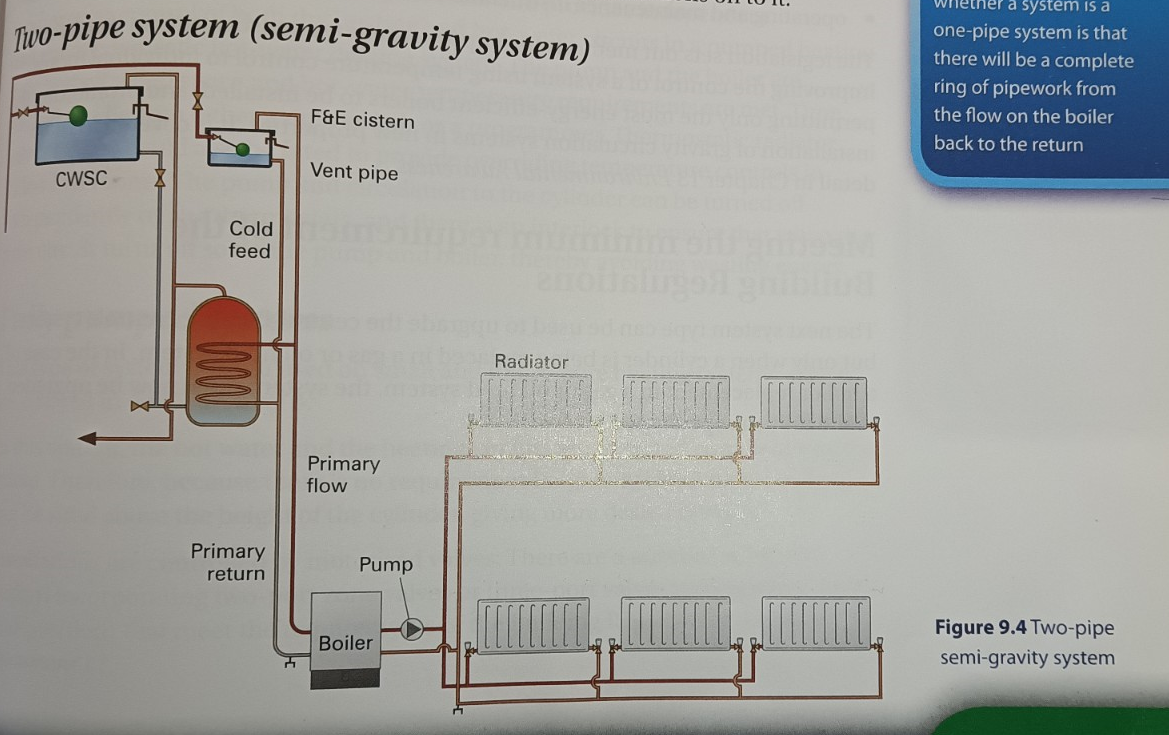 Two-pipe system (semi-gravity system)
whether a system is a
one-pipe system is that
there will be a complete
ring of pipework from
the flow on the boiler
back to the return
F&E cistern
Vent pipe
CWSC
Cold
feed
Radiator
Primary
flow
Primary
return
Pump
Boiler
Figure 9.4 Two-pipe
semi-gravity system